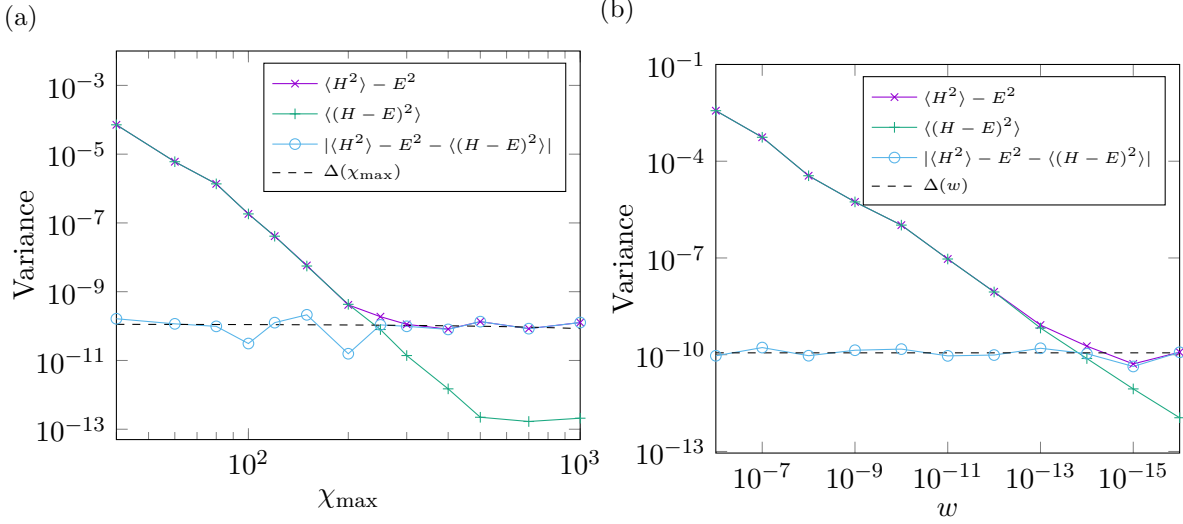 (a)
Variance
10^−3
10^−5
10^−7
10^−9
10^−11
10^−13
⟨H^2⟩ − E^2
⟨(H − E)^2⟩
|⟨H^2⟩ − E^2 − ⟨(H − E)^2⟩|
Δ(χ_max)
10^2
10^3
χ_max
(b)
Variance
10^−1
10^−4
10^−7
10^−10
10^−13
⟨H^2⟩ − E^2
⟨(H − E)^2⟩
|⟨H^2⟩ − E^2 − ⟨(H − E)^2⟩|
Δ(w)
10^−7
10^−9
10^−11
10^−13
10^−15
w